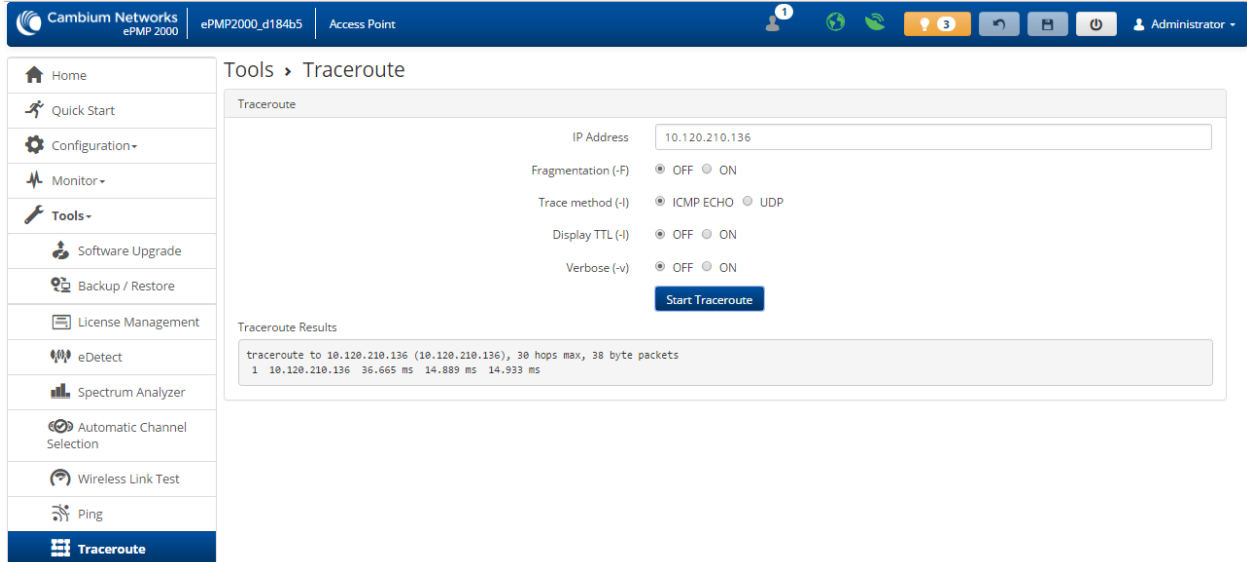 Cambium Networks
ePMP 2000
ePMP2000_d184b5
Access Point
1
3
Administrator
Home
Quick Start
Configuration
Monitor
Tools
Software Upgrade
Backup / Restore
License Management
eDetect
Spectrum Analyzer
Automatic Channel
Selection
Wireless Link Test
Ping
Traceroute
Tools › Traceroute
Traceroute
IP Address 10.120.210.136
Fragmentation (-F) OFF ON
Trace method (-I) ICMP ECHO UDP
Display TTL (-l) OFF ON
Verbose (-v) OFF ON
Start Traceroute
Traceroute Results
traceroute to 10.120.210.136 (10.120.210.136), 30 hops max, 38 byte packets
1 10.120.210.136 36.665 ms 14.889 ms 14.933 ms